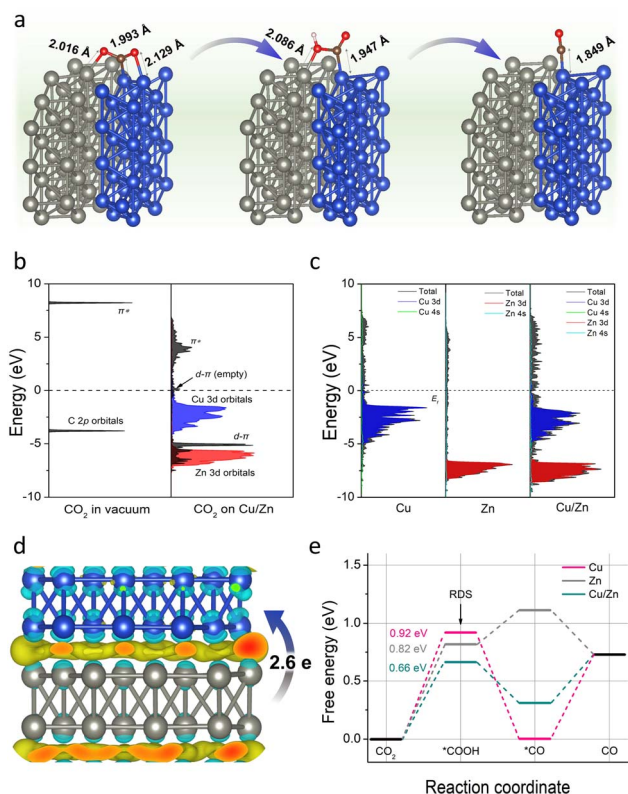 a
2.016 Å
1.993 Å
2.129 Å
2.086 Å
1.947 Å
1.849 Å
b
Energy (eV)
10
5
0
-5
-10
π*
C 2p orbitals
CO2 in vacuum
π*
d-π (empty)
Cu 3d orbitals
d-π
Zn 3d orbitals
CO2 on Cu/Zn
c
Energy (eV)
10
5
0
-5
-10
Total
Cu 3d
Cu 4s
Cu
Total
Zn 3d
Zn 4s
Zn
Total
Cu 3d
Cu 4s
Zn 3d
Zn 4s
Cu/Zn
d
2.6 e
e
Free energy (eV)
1.5
1.0
0.5
0.0
Cu
Zn
Cu/Zn
RDS
0.92 eV
0.82 eV
0.66 eV
CO2
*COOH
*CO
CO
Reaction coordinate